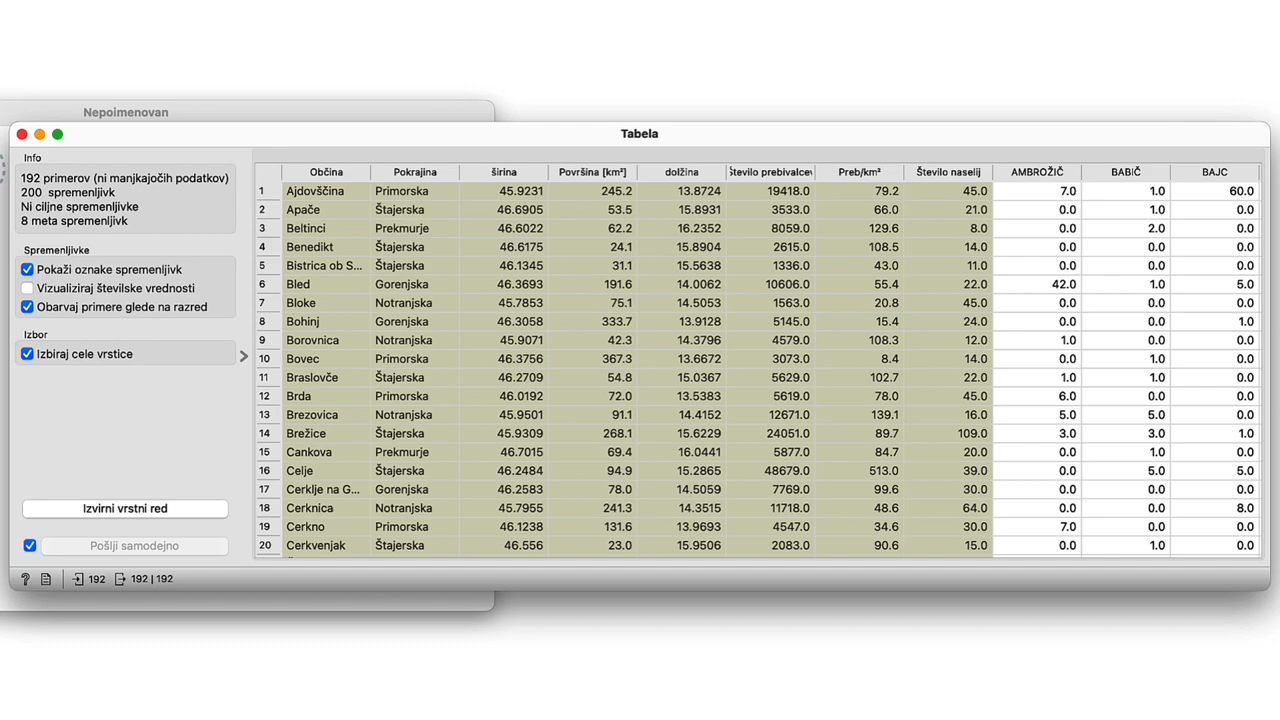 Nepoimenovan
Tabela
Info
192 primerov (ni manjkajočih podatkov)
200 spremenljivk
Ni ciljne spremenljivke
8 meta spremenljivk
Spremenljivke
Pokaži oznake spremenljivk
Vizualiziraj številske vrednosti
Obarvaj primere glede na razred
Izbor
Izbiraj cele vrstice
Izvirni vrstni red
Pošlji samodejno
192 192 | 192
Občina Pokrajina širina Površina [km²] dolžina Število prebivalcev Preb/km² Število naselij AMBROŽIČ BABIČ BAJC
1 Ajdovščina Primorska 45.9231 245.2 13.8724 19418.0 79.2 45.0 7.0 1.0 60.0
2 Apače Štajerska 46.6905 53.5 15.8931 3533.0 66.0 21.0 0.0 1.0 0.0
3 Beltinci Prekmurje 46.6022 62.2 16.2352 8059.0 129.6 8.0 0.0 2.0 0.0
4 Benedikt Štajerska 46.6175 24.1 15.8904 2615.0 108.5 14.0 0.0 0.0 0.0
5 Bistrica ob S... Štajerska 46.1345 31.1 15.5638 1336.0 43.0 11.0 0.0 0.0 0.0
6 Bled Gorenjska 46.3693 191.6 14.0062 10606.0 55.4 22.0 42.0 1.0 5.0
7 Bloke Notranjska 45.7853 75.1 14.5053 1563.0 20.8 45.0 0.0 0.0 0.0
8 Bohinj Gorenjska 46.3058 333.7 13.9128 5145.0 15.4 24.0 0.0 0.0 1.0
9 Borovnica Notranjska 45.9071 42.3 14.3796 4579.0 108.3 12.0 1.0 0.0 0.0
10 Bovec Primorska 46.3756 367.3 13.6672 3073.0 8.4 14.0 0.0 1.0 0.0
11 Braslovče Štajerska 46.2709 54.8 15.0367 5629.0 102.7 22.0 1.0 1.0 0.0
12 Brda Primorska 46.0192 72.0 13.5383 5619.0 78.0 45.0 6.0 0.0 0.0
13 Brezovica Notranjska 45.9501 91.1 14.4152 12671.0 139.1 16.0 5.0 5.0 0.0
14 Brežice Štajerska 45.9309 268.1 15.6229 24051.0 89.7 109.0 3.0 3.0 1.0
15 Cankova Prekmurje 46.7015 69.4 16.0441 5877.0 84.7 20.0 0.0 1.0 0.0
16 Celje Štajerska 46.2484 94.9 15.2865 48679.0 513.0 39.0 0.0 5.0 5.0
17 Cerklje na G... Gorenjska 46.2583 78.0 14.5059 7769.0 99.6 30.0 0.0 0.0 0.0
18 Cerknica Notranjska 45.7955 241.3 14.3515 11718.0 48.6 64.0 0.0 0.0 8.0
19 Cerkno Primorska 46.1238 131.6 13.9693 4547.0 34.6 30.0 7.0 0.0 0.0
20 Cerkvenjak Štajerska 46.556 23.0 15.9506 2083.0 90.6 15.0 0.0 1.0 0.0